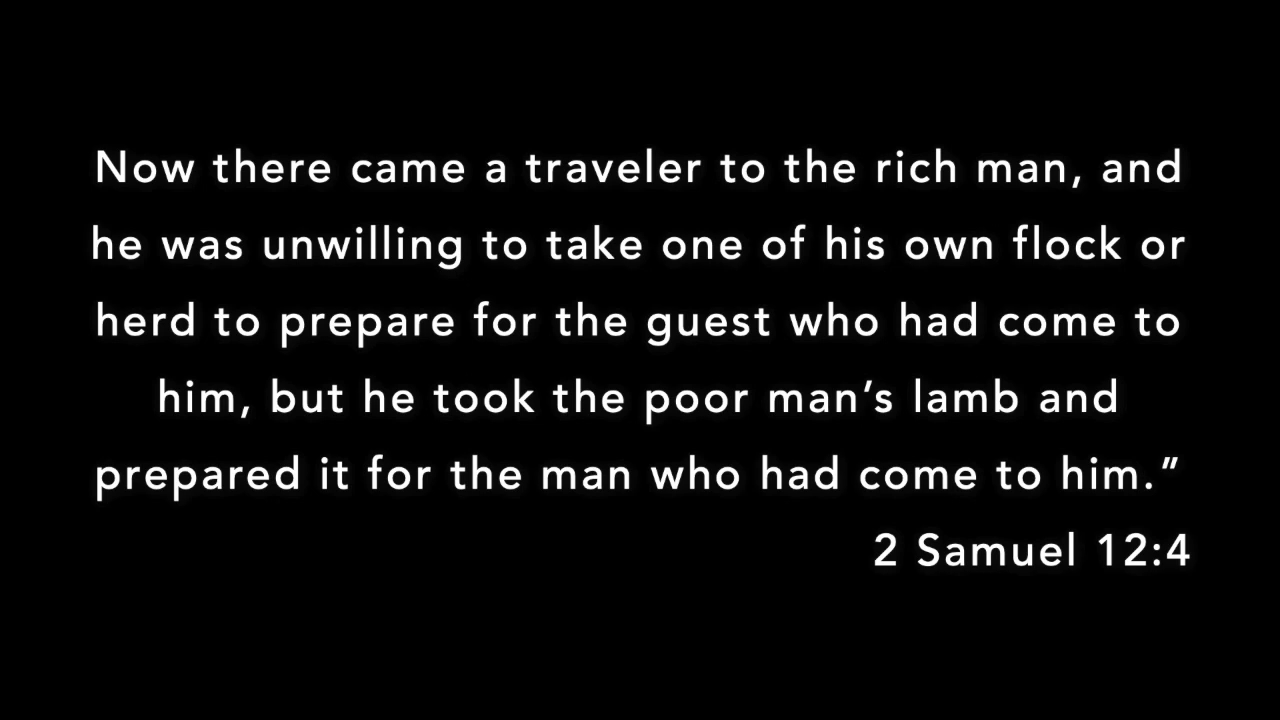 Now there came a traveler to the rich man, and
he was unwilling to take one of his own flock or
herd to prepare for the guest who had come to
him, but he took the poor man’s lamb and
prepared it for the man who had come to him.”
2 Samuel 12:4